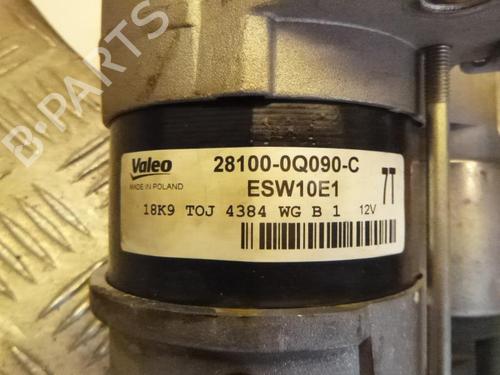 B-PARTS
Valeo
MADE IN POLAND
28100-0Q090-C
ESW10E1
7T
18K9 TOJ 4384 WG B 1 12V